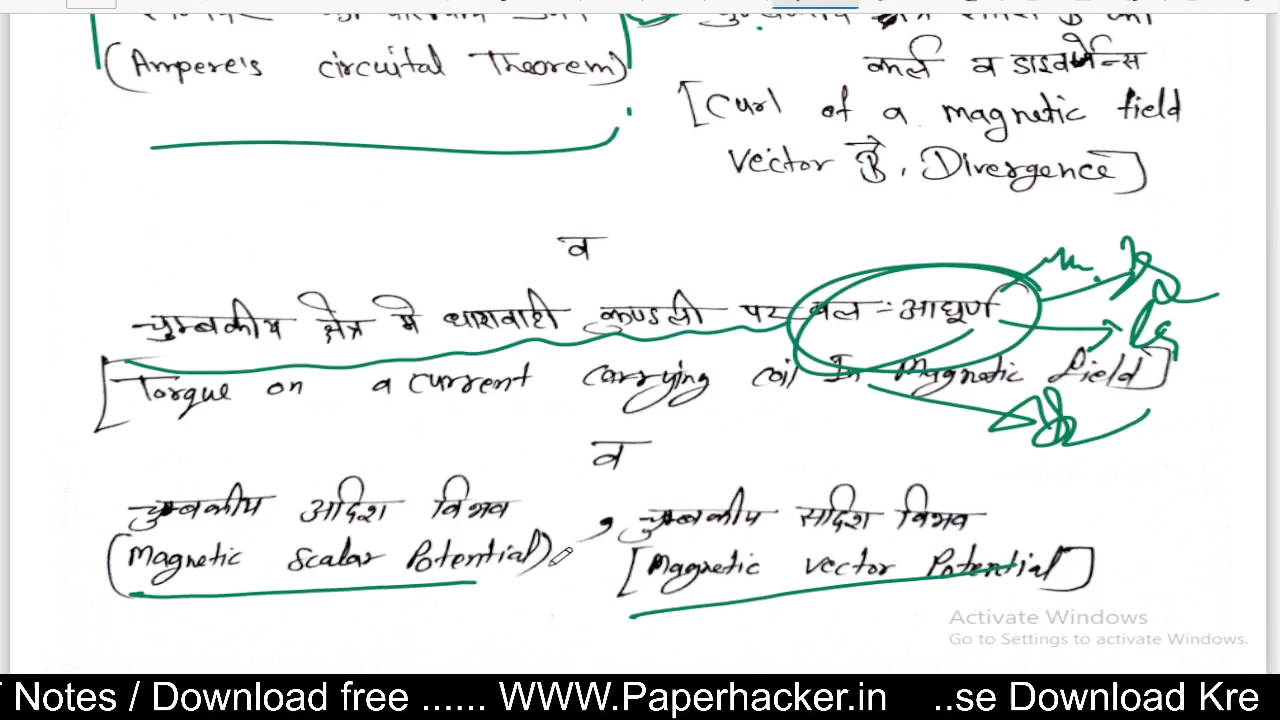 (Ampere's circuital Theorem)
कर्ल व डाइवर्जेन्स
[Curl of a magnetic field
Vector B⃗, Divergence]
व
चुम्बकीय क्षेत्र मे धारावाही कुण्डली पर बल-आघूर्ण
[Torque on a current carrying coil In Magnetic field]
व
चुम्बकीय अदिश विभव , चुम्बकीय सदिश विभव
(Magnetic Scalar Potential) [Magnetic vector Potential]
Activate Windows
Go to Settings to activate Windows.
Notes / Download free ...... WWW.Paperhacker.in ..se Download Kre